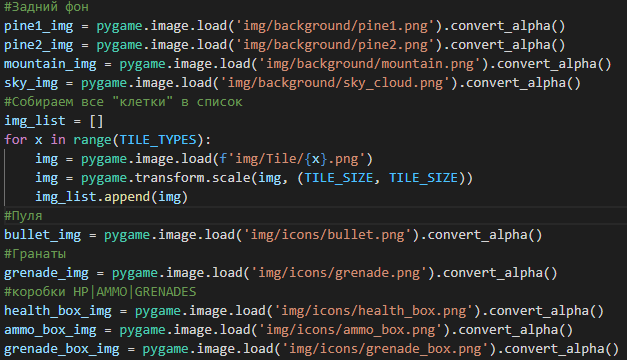 #Задний фон
pine1_img = pygame.image.load('img/background/pine1.png').convert_alpha()
pine2_img = pygame.image.load('img/background/pine2.png').convert_alpha()
mountain_img = pygame.image.load('img/background/mountain.png').convert_alpha()
sky_img = pygame.image.load('img/background/sky_cloud.png').convert_alpha()
#Собираем все "клетки" в список
img_list = []
for x in range(TILE_TYPES):
    img = pygame.image.load(f'img/Tile/{x}.png')
    img = pygame.transform.scale(img, (TILE_SIZE, TILE_SIZE))
    img_list.append(img)
#Пуля
bullet_img = pygame.image.load('img/icons/bullet.png').convert_alpha()
#Гранаты
grenade_img = pygame.image.load('img/icons/grenade.png').convert_alpha()
#коробки HP|AMMO|GRENADES
health_box_img = pygame.image.load('img/icons/health_box.png').convert_alpha()
ammo_box_img = pygame.image.load('img/icons/ammo_box.png').convert_alpha()
grenade_box_img = pygame.image.load('img/icons/grenade_box.png').convert_alpha()